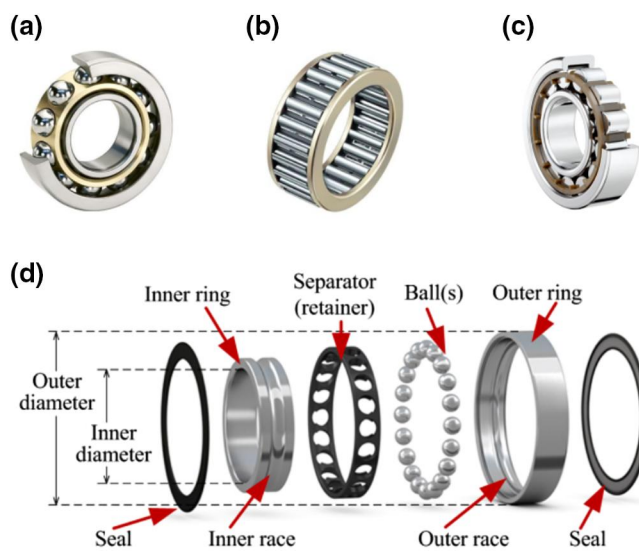 (a)
(b)
(c)
(d)
Inner ring
Separator
(retainer)
Ball(s)
Outer ring
Outer
diameter
Inner
diameter
Seal
Inner race
Outer race
Seal